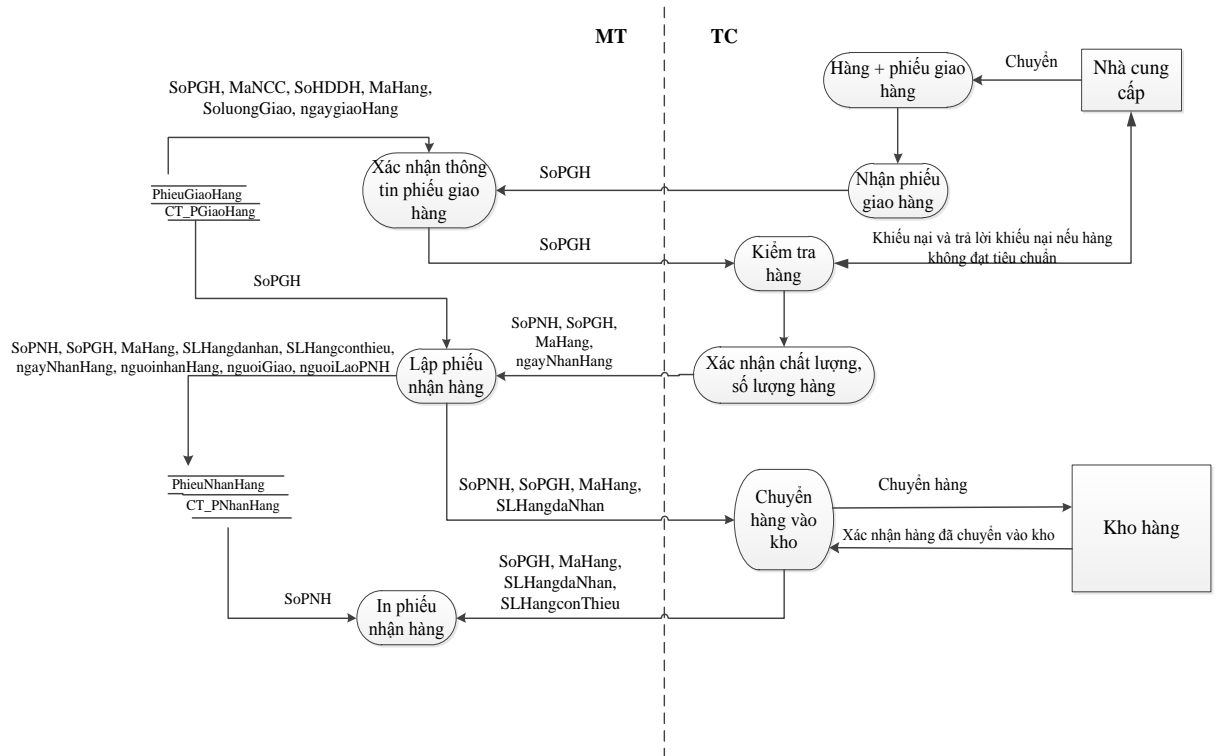 MT
TC
SoPGH, MaNCC, SoHDDH, MaHang,
SoluongGiao, ngaygiaoHang
Hàng + phiếu giao
hàng
Chuyển
Nhà cung
cấp
Xác nhận thông
tin phiếu giao
hàng
SoPGH
Nhận phiếu
giao hàng
PhieuGiaoHang
CT_PGiaoHang
SoPGH
Kiểm tra
hàng
Khiếu nại và trả lời khiếu nại nếu hàng
không đạt tiêu chuẩn
SoPGH
SoPNH, SoPGH, MaHang, SLHangdanhan, SLHangconthieu,
ngayNhanHang, nguoinhanHang, nguoiGiao, nguoiLaoPNH
Lập phiếu
nhận hàng
SoPNH, SoPGH,
MaHang,
ngayNhanHang
Xác nhận chất lượng,
số lượng hàng
PhieuNhanHang
CT_PNhanHang
SoPNH, SoPGH, MaHang,
SLHangdaNhan
Chuyển
hàng vào
kho
Chuyển hàng
Xác nhận hàng đã chuyển vào kho
Kho hàng
SoPNH
In phiếu
nhận hàng
SoPGH, MaHang,
SLHangdaNhan,
SLHangconThieu